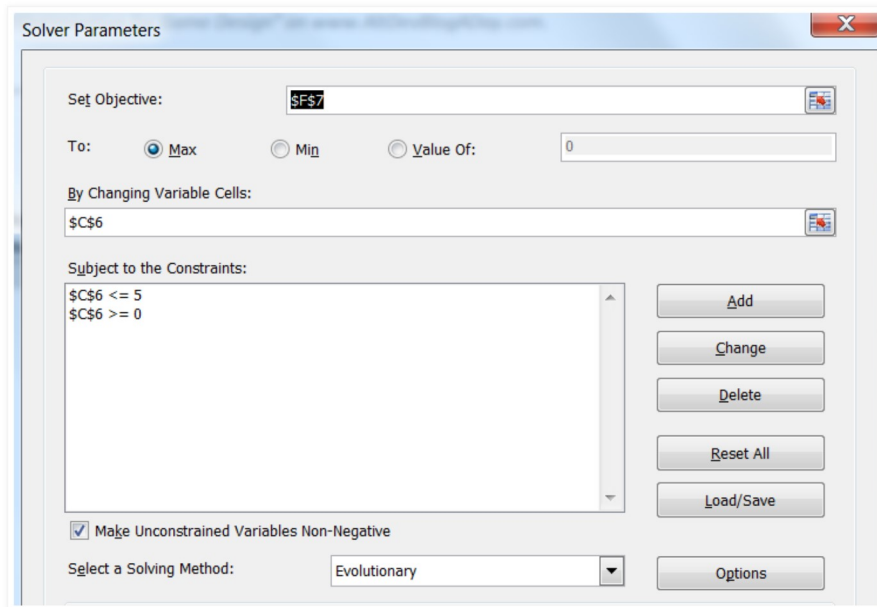 Solver Parameters
Set Objective:
$F$7
To:
Max
Min
Value Of:
0
By Changing Variable Cells:
$C$6
Subject to the Constraints:
$C$6 <= 5
$C$6 >= 0
Add
Change
Delete
Reset All
Load/Save
Make Unconstrained Variables Non-Negative
Select a Solving Method:
Evolutionary
Options